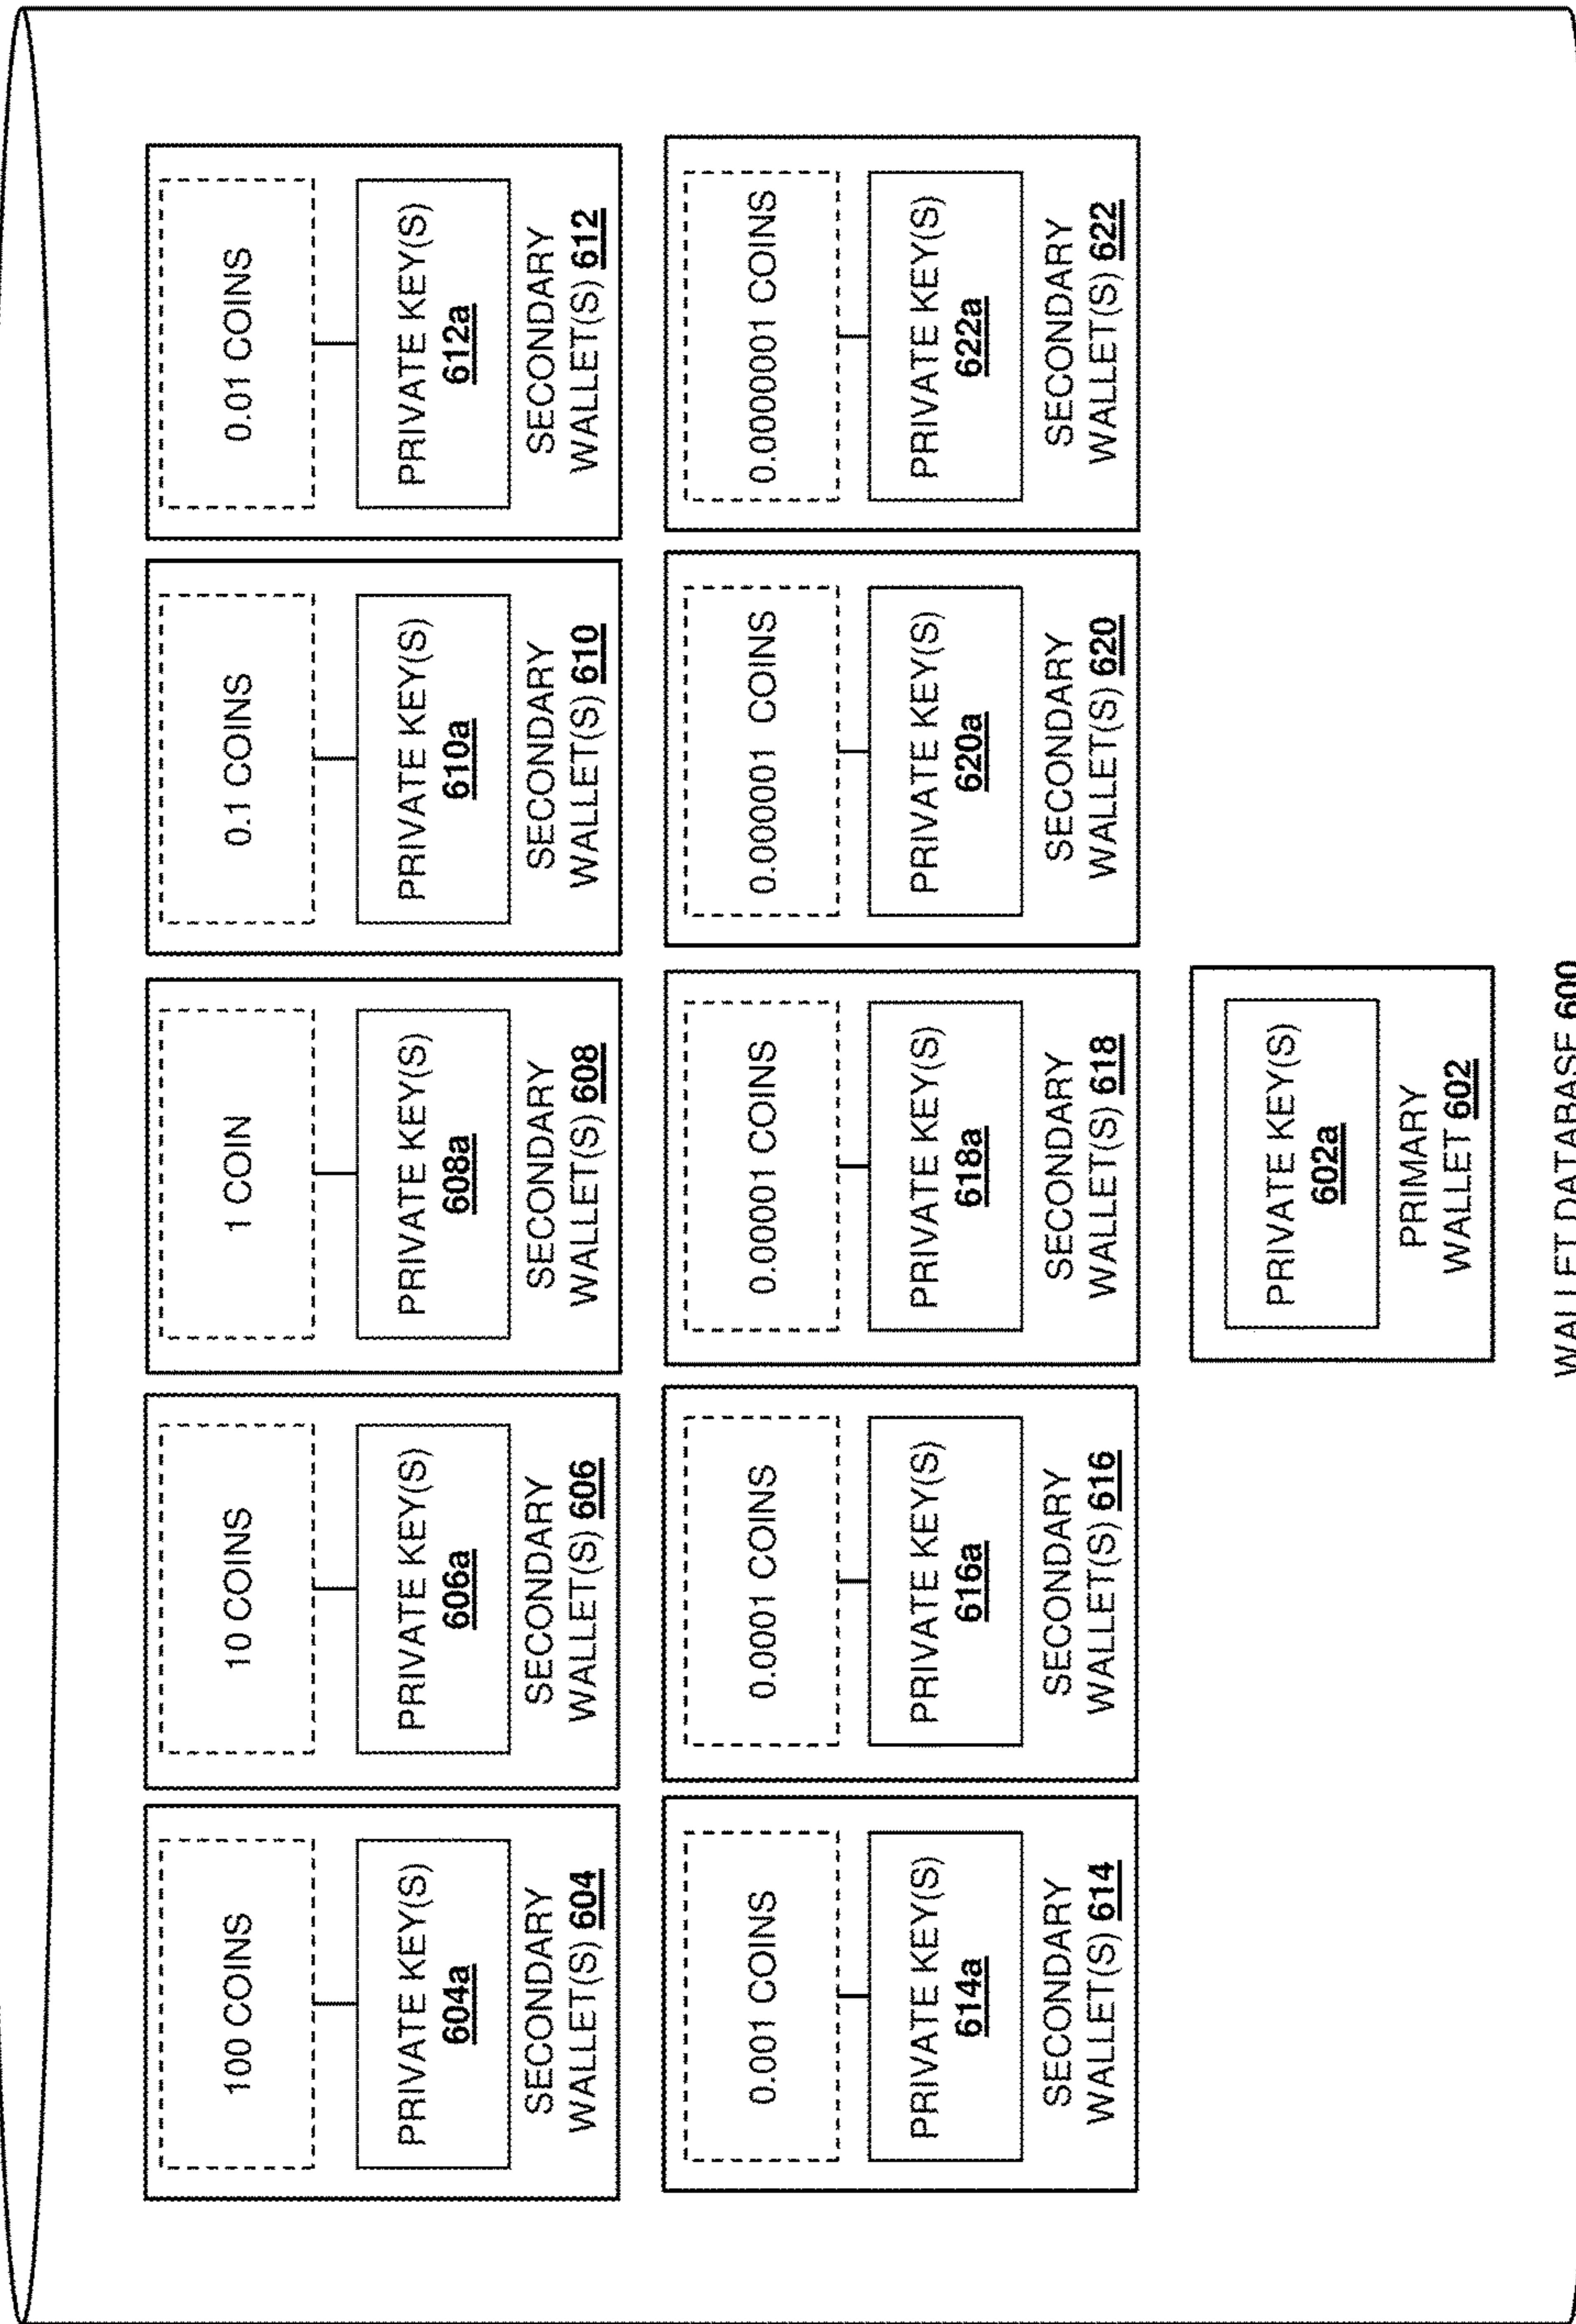 100 COINS
PRIVATE KEY(S)
604a
SECONDARY
WALLET(S) 604
10 COINS
PRIVATE KEY(S)
606a
SECONDARY
WALLET(S) 606
1 COIN
PRIVATE KEY(S)
608a
SECONDARY
WALLET(S) 608
0.1 COINS
PRIVATE KEY(S)
610a
SECONDARY
WALLET(S) 610
0.01 COINS
PRIVATE KEY(S)
612a
SECONDARY
WALLET(S) 612
0.001 COINS
PRIVATE KEY(S)
614a
SECONDARY
WALLET(S) 614
0.0001 COINS
PRIVATE KEY(S)
616a
SECONDARY
WALLET(S) 616
0.00001 COINS
PRIVATE KEY(S)
618a
SECONDARY
WALLET(S) 618
0.000001 COINS
PRIVATE KEY(S)
620a
SECONDARY
WALLET(S) 620
0.0000001 COINS
PRIVATE KEY(S)
622a
SECONDARY
WALLET(S) 622
PRIVATE KEY(S)
602a
PRIMARY
WALLET 602
WALLET DATABASE 600